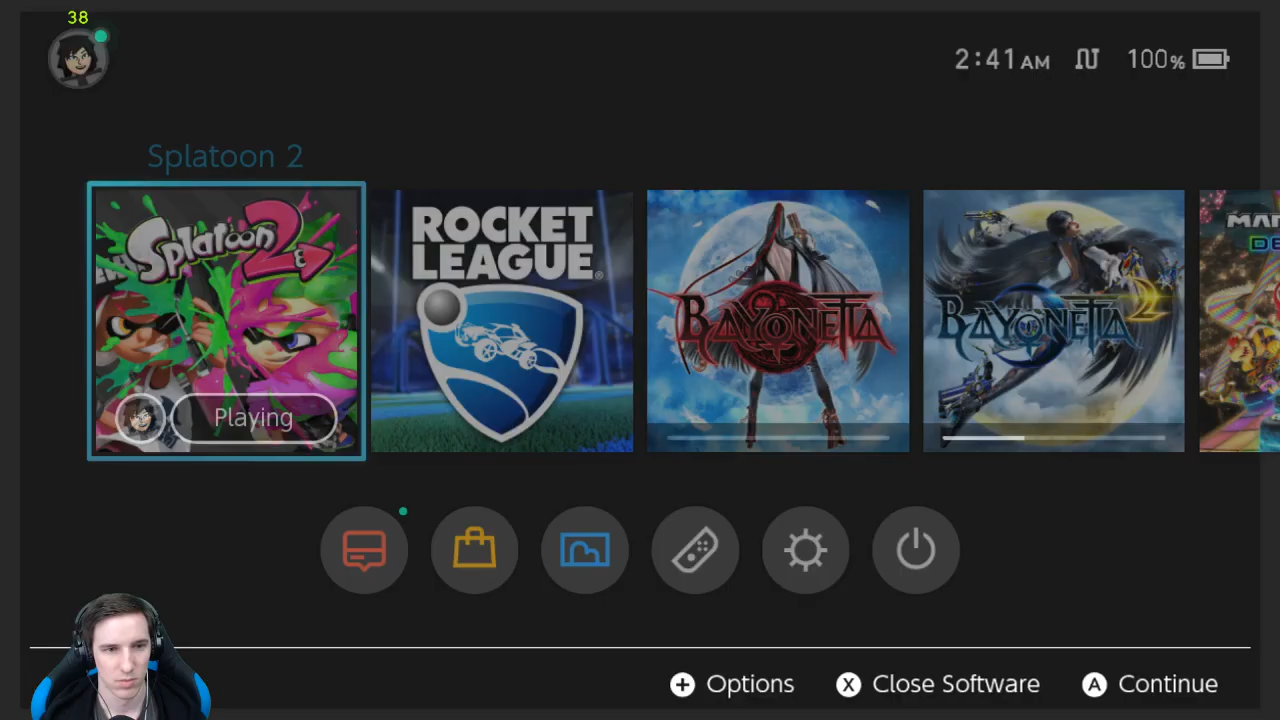 38
2:41 AM 100%
Splatoon 2
Splatoon 2
Playing
ROCKET
LEAGUE
BAYONETTA
BAYONETTA 2
Options
X Close Software
A Continue